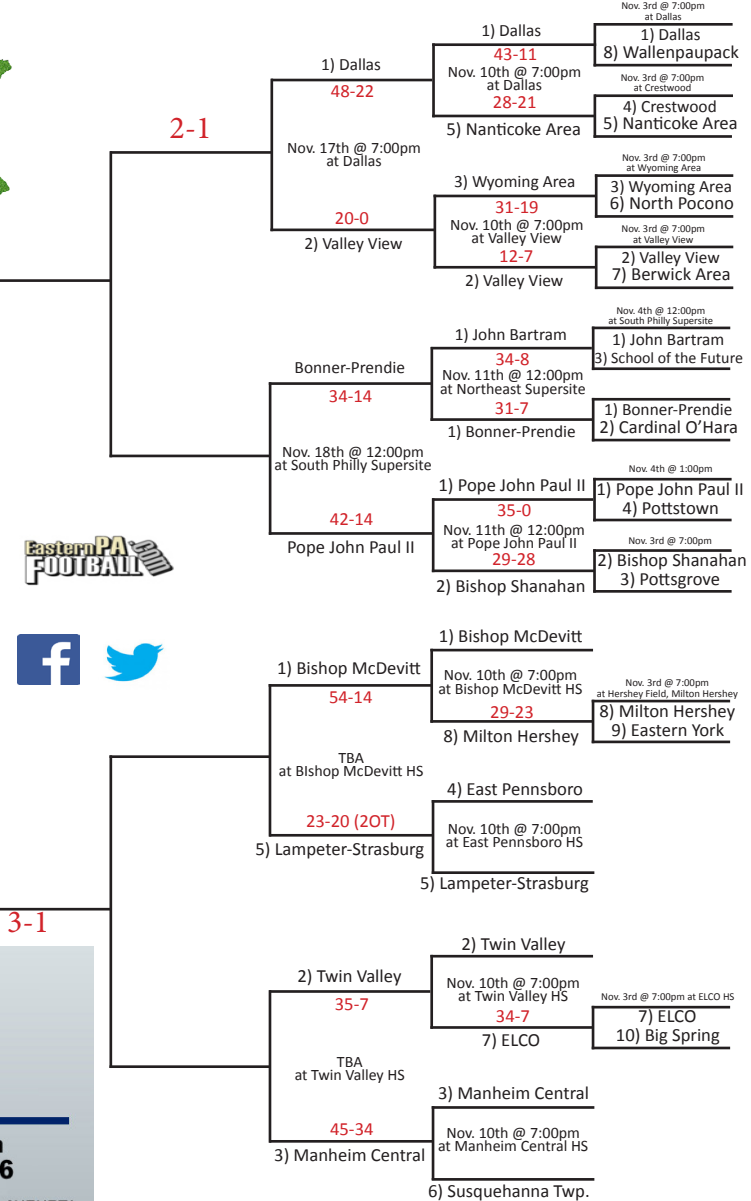 Nov. 3rd @ 7:00pm
at Dallas
1) Dallas
8) Wallenpaupack
1) Dallas
43-11
Nov. 10th @ 7:00pm
at Dallas
28-21
5) Nanticoke Area
Nov. 3rd @ 7:00pm
at Crestwood
4) Crestwood
5) Nanticoke Area
1) Dallas
48-22
2-1
Nov. 17th @ 7:00pm
at Dallas
20-0
2) Valley View
3) Wyoming Area
31-19
Nov. 10th @ 7:00pm
at Valley View
12-7
2) Valley View
Nov. 3rd @ 7:00pm
at Wyoming Area
3) Wyoming Area
6) North Pocono
Nov. 3rd @ 7:00pm
at Valley View
2) Valley View
7) Berwick Area
Nov. 4th @ 12:00pm
at South Philly Supersite
1) John Bartram
3) School of the Future
1) John Bartram
34-8
Nov. 11th @ 12:00pm
at Northeast Supersite
31-7
1) Bonner-Prendie
1) Bonner-Prendie
2) Cardinal O’Hara
Bonner-Prendie
34-14
Nov. 18th @ 12:00pm
at South Philly Supersite
42-14
Pope John Paul II
1) Pope John Paul II
35-0
Nov. 11th @ 12:00pm
at Pope John Paul II
29-28
2) Bishop Shanahan
Nov. 4th @ 1:00pm
1) Pope John Paul II
4) Pottstown
Nov. 3rd @ 7:00pm
2) Bishop Shanahan
3) Pottsgrove
EasternPA
FOOTBALL
.com
f
1) Bishop McDevitt
Nov. 10th @ 7:00pm
at Bishop McDevitt HS
29-23
8) Milton Hershey
Nov. 3rd @ 7:00pm
at Hershey Field, Milton Hershey
8) Milton Hershey
9) Eastern York
1) Bishop McDevitt
54-14
TBA
at BIshop McDevitt HS
23-20 (2OT)
5) Lampeter-Strasburg
4) East Pennsboro
Nov. 10th @ 7:00pm
at East Pennsboro HS
5) Lampeter-Strasburg
3-1
2) Twin Valley
Nov. 10th @ 7:00pm
at Twin Valley HS
34-7
7) ELCO
Nov. 3rd @ 7:00pm at ELCO HS
7) ELCO
10) Big Spring
2) Twin Valley
35-7
TBA
at Twin Valley HS
45-34
3) Manheim Central
3) Manheim Central
Nov. 10th @ 7:00pm
at Manheim Central HS
6) Susquehanna Twp.
6